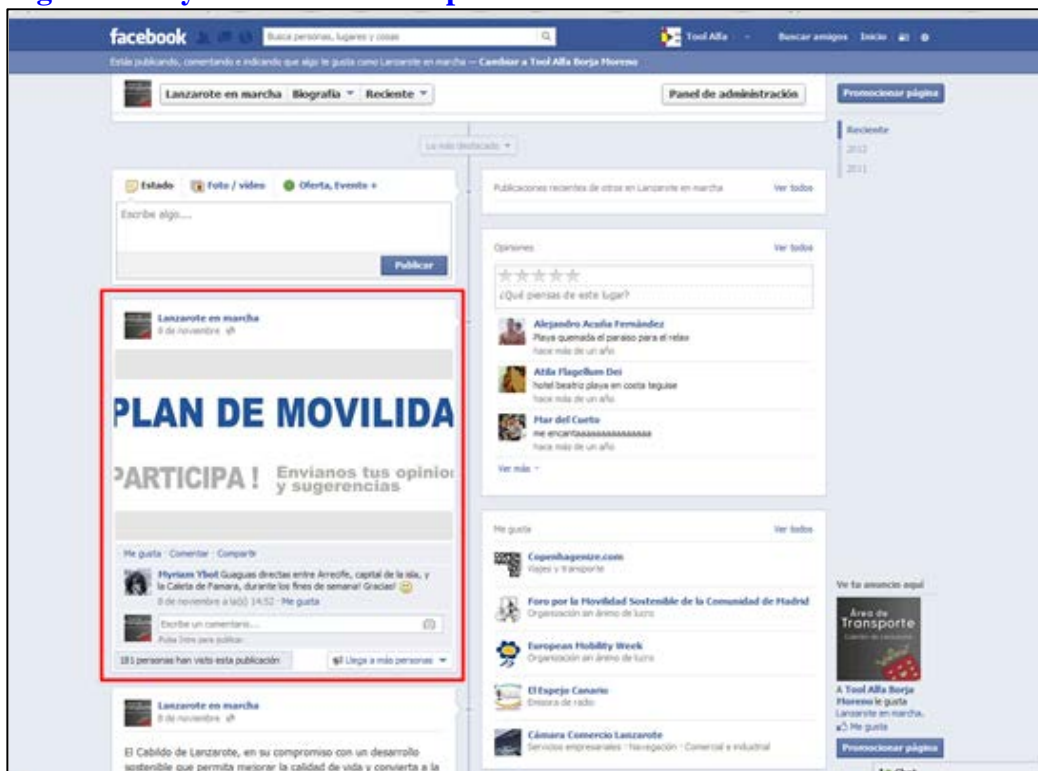 facebook
Busca personas, lugares y cosas
Tool Alfa
Buscar amigos Inicio
Estás publicando, comentando e indicando que algo te gusta como Lanzarote en marcha — Cambiar a Tool Alfa Borja Moreno
Lanzarote en marcha Biografía Reciente
Panel de administración
Promocionar página
Reciente
2012
2011
Lo más destacado
Estado Foto / vídeo Oferta, Evento +
Escribe algo...
Publicar
Lanzarote en marcha
8 de noviembre
PLAN DE MOVILIDA
PARTICIPA ! Envianos tus opinio
y sugerencias
Me gusta · Comentar · Compartir
Myriam Ybot Guaguas directas entre Arrecife, capital de la isla, y
la Caleta de Famara, durante los fines de semana! Gracias!
8 de noviembre a la(s) 14:52 · Me gusta
Escribe un comentario...
Pulsa Intro para publicar.
181 personas han visto esta publicación
Llega a más personas
Lanzarote en marcha
8 de noviembre
El Cabildo de Lanzarote, en su compromiso con un desarrollo
sostenible que permita mejorar la calidad de vida y convierta a la
Publicaciones recientes de otros en Lanzarote en marcha Ver todos
Opiniones Ver todos
¿Qué piensas de este lugar?
Alejandro Acuña Fernández
Playa quemada el paraiso para el relax
hace más de un año
Atila Flagellum Dei
hotel beatriz playa en costa teguise
hace más de un año
Mar del Cueto
hace más de un año
Ver más
Me gusta Ver todos
Copenhagenize.com
Viajes y transporte
Foro por la Movilidad Sostenible de la Comunidad de Madrid
Organización sin ánimo de lucro
European Mobility Week
Organización sin ánimo de lucro
El Espejo Canario
Emisora de radio
Cámara Comercio Lanzarote
Servicios empresariales · Navegación · Comercial e industrial
Ve tu anuncio aquí
Área de
Transporte
Cabildo de Lanzarote
A Tool Alfa Borja
Moreno le gusta
Lanzarote en marcha.
Me gusta
Promocionar página